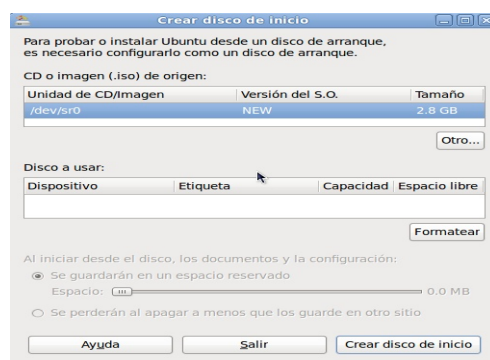 Crear disco de inicio
Para probar o instalar Ubuntu desde un disco de arranque,
es necesario configurarlo como un disco de arranque.
CD o imagen (.iso) de origen:
Unidad de CD/Imagen Versión del S.O. Tamaño
/dev/sr0 NEW 2.8 GB
Otro...
Disco a usar:
Dispositivo Etiqueta Capacidad Espacio libre
Formatear
Al iniciar desde el disco, los documentos y la configuración:
Se guardarán en un espacio reservado
Espacio: 0.0 MB
Se perderán al apagar a menos que los guarde en otro sitio
Ayuda Salir Crear disco de inicio